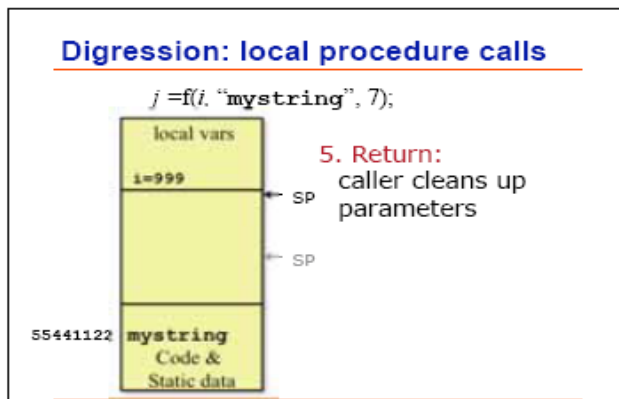 Digression: local procedure calls
j =f(i, “mystring”, 7);
local vars
i=999
5. Return:
caller cleans up
parameters
SP
SP
55441122
mystring
Code &
Static data